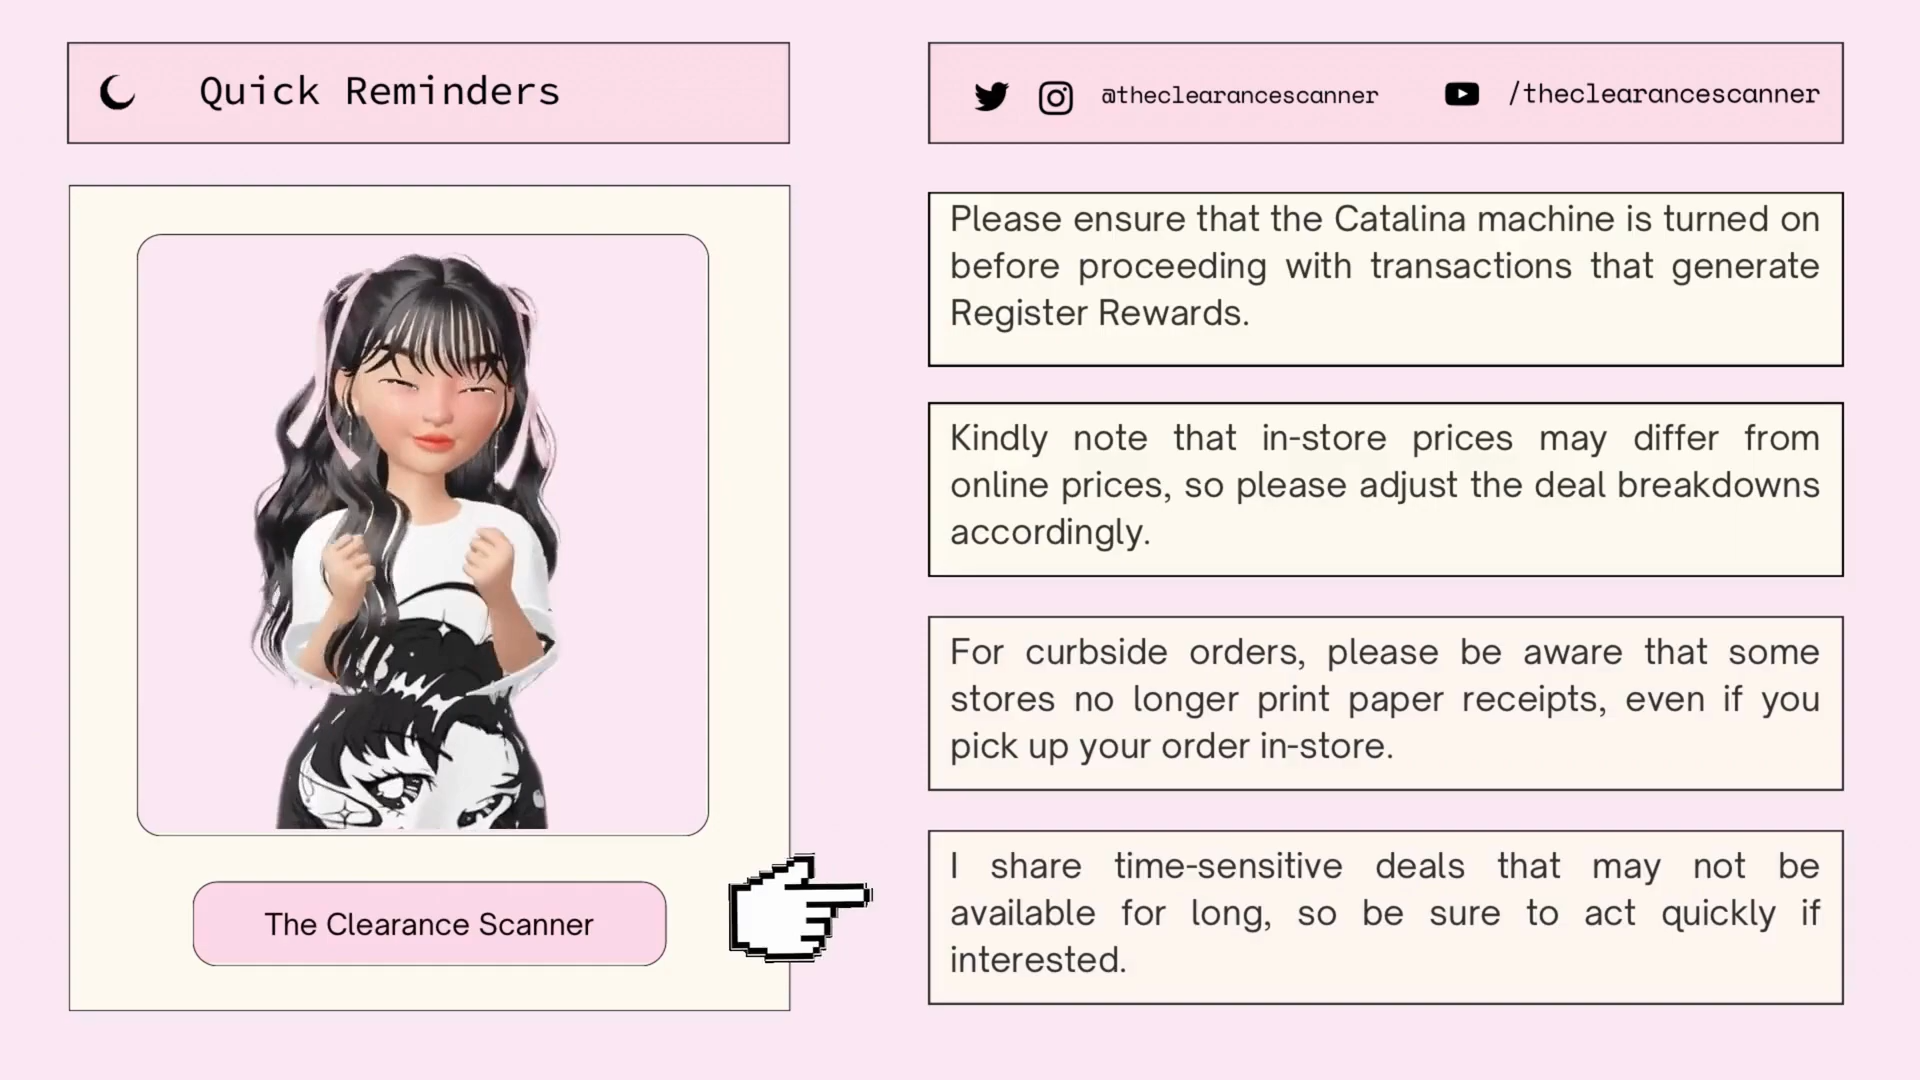 Quick Reminders
@theclearancescanner
/theclearancescanner
Please ensure that the Catalina machine is turned on
before proceeding with transactions that generate
Register Rewards.
Kindly note that in-store prices may differ from
online prices, so please adjust the deal breakdowns
accordingly.
For curbside orders, please be aware that some
stores no longer print paper receipts, even if you
pick up your order in-store.
I share time-sensitive deals that may not be
available for long, so be sure to act quickly if
interested.
The Clearance Scanner